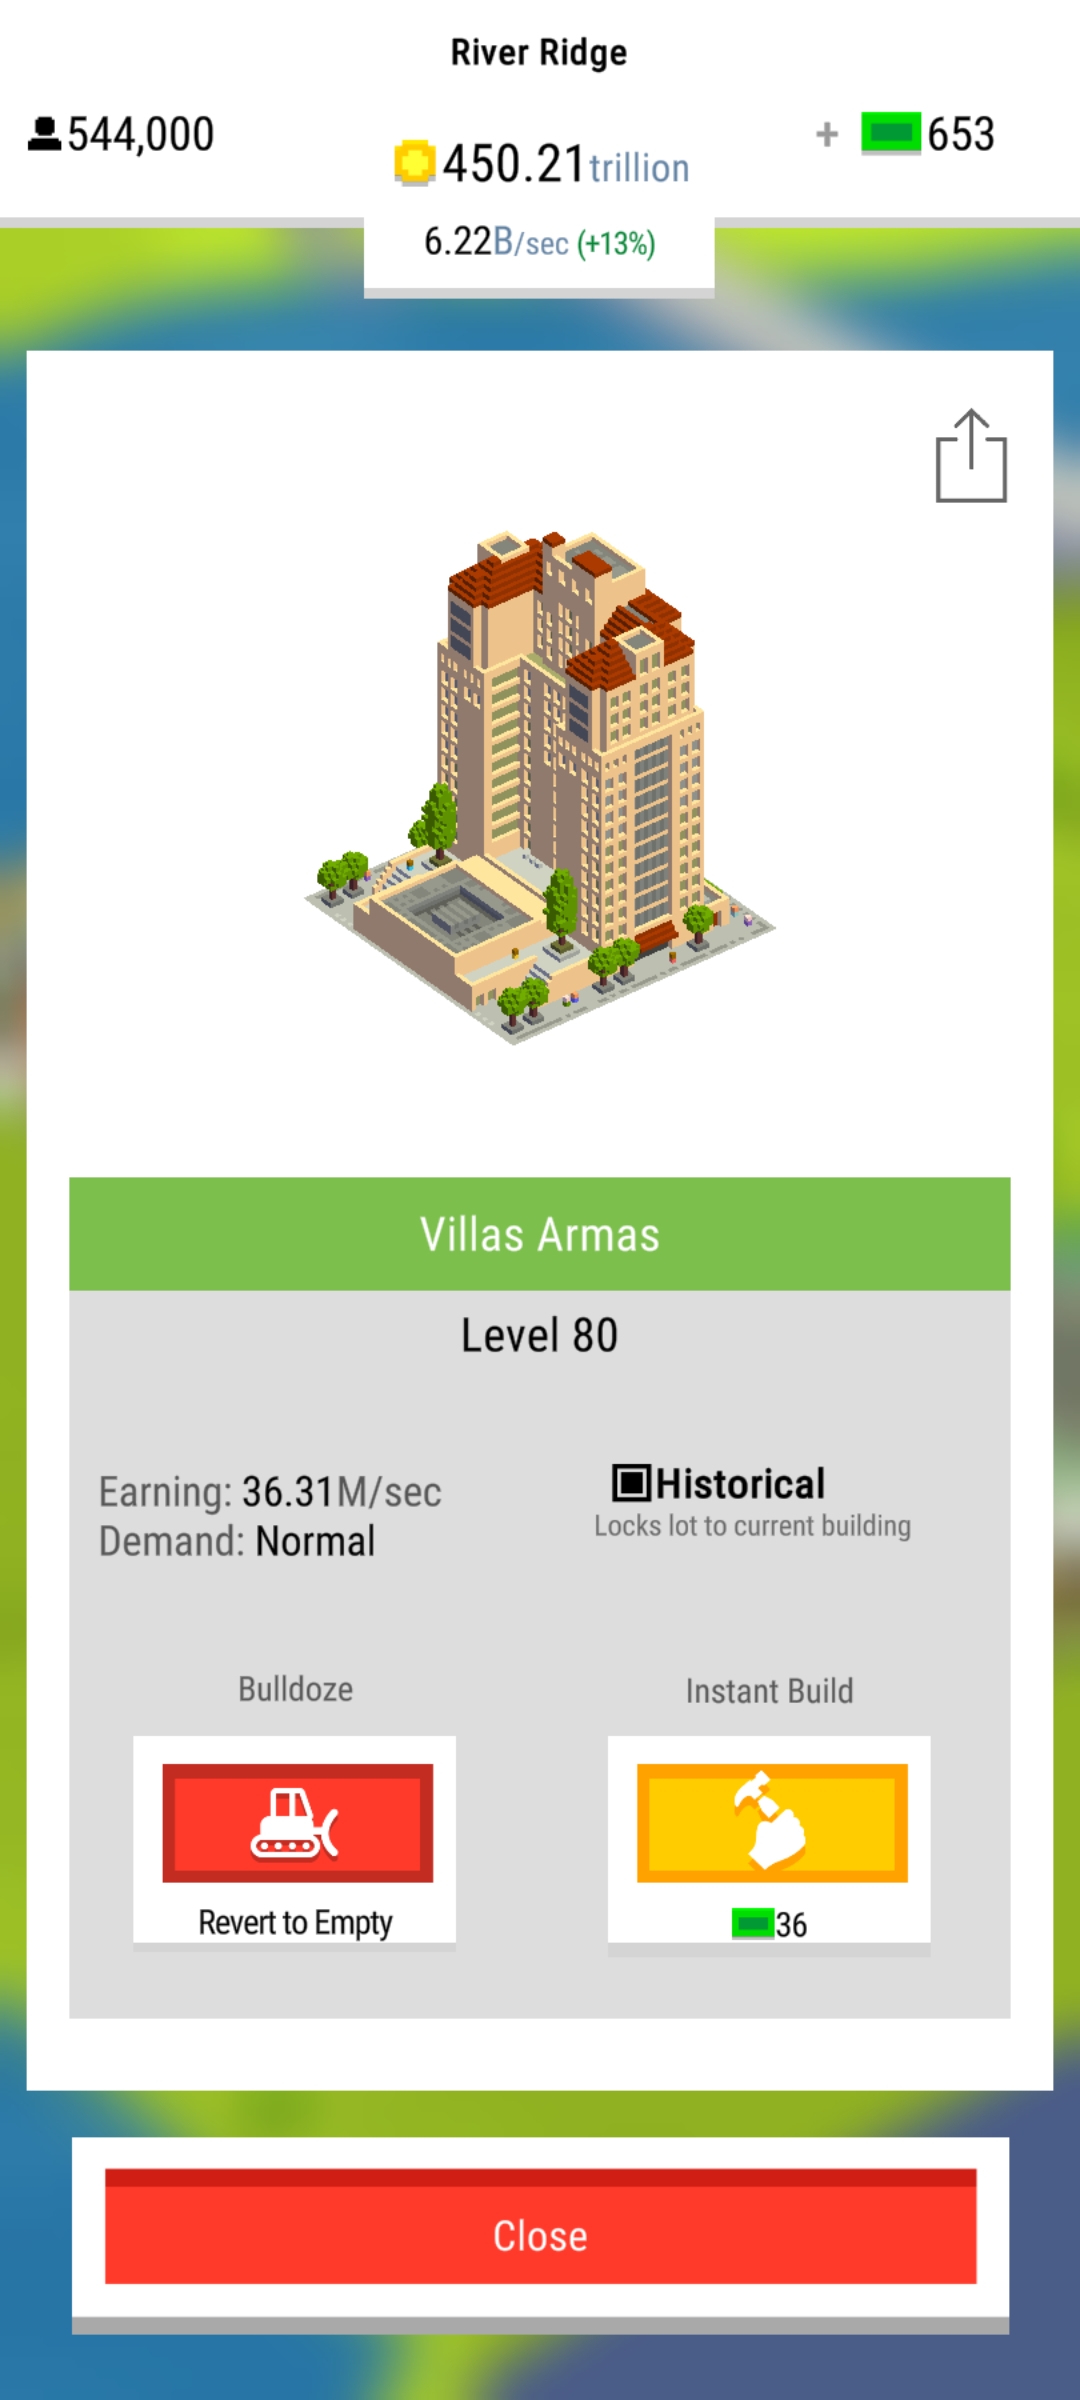 River Ridge
544,000
450.21 trillion
+ 653
6.22B/sec (+13%)
Villas Armas
Level 80
Earning: 36.31M/sec
Demand: Normal
Historical
Locks lot to current building
Bulldoze
Instant Build
Revert to Empty
36
Close